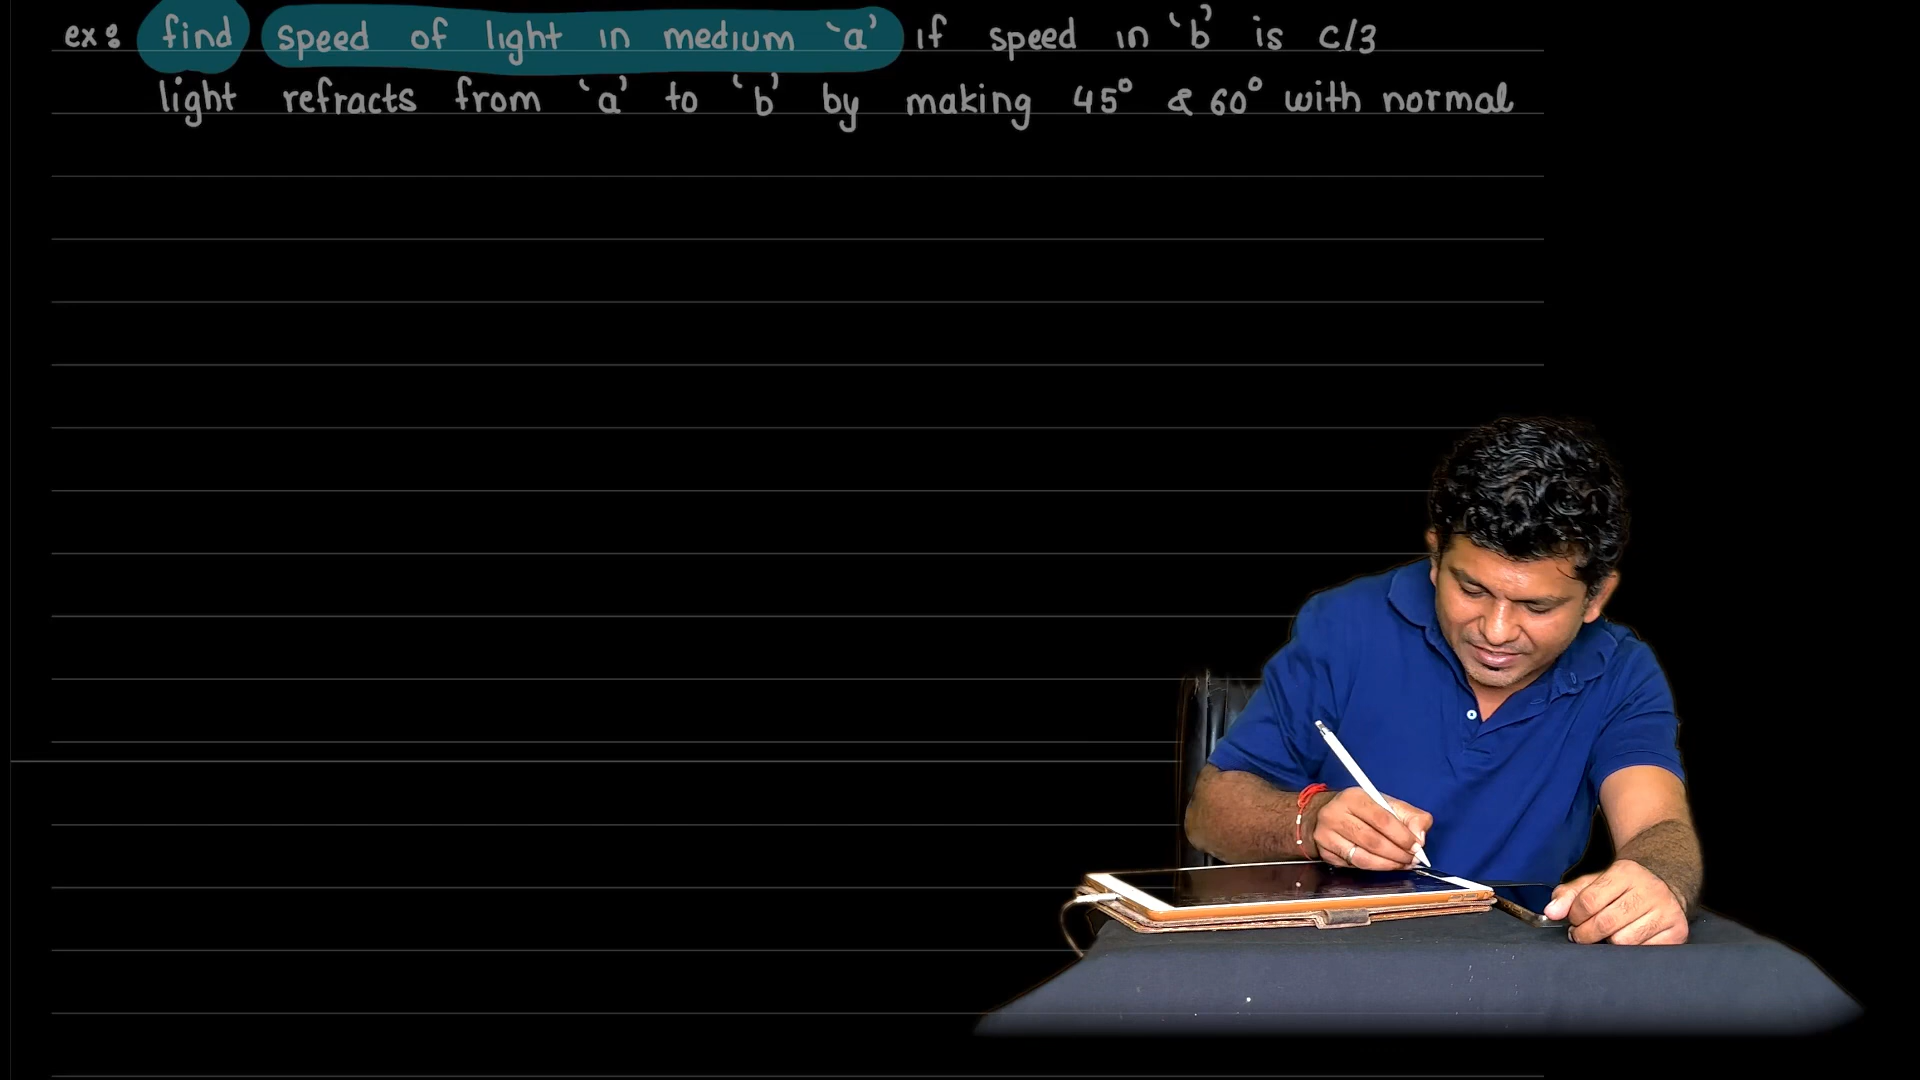 ex: find speed of light in medium ‘a’ if speed in ‘b’ is c/3
light refracts from ‘a’ to ‘b’ by making 45° & 60° with normal